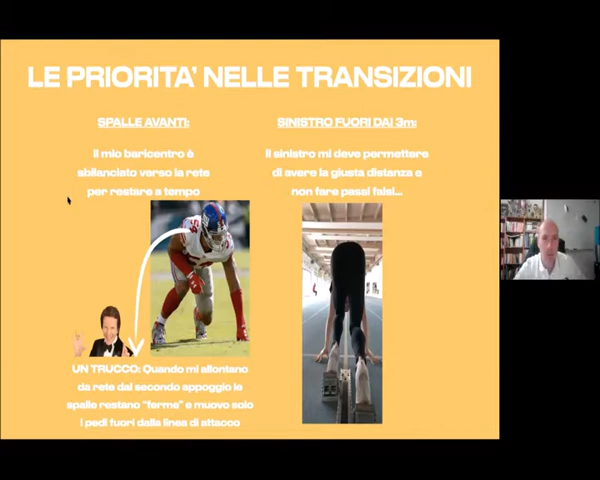 LE PRIORITA' NELLE TRANSIZIONI
SPALLE AVANTI:
Il mio baricentro è
sbilanciato verso la rete
per restare a tempo
UN TRUCCO: Quando mi allontano
da rete dal secondo appoggio le
spalle restano "ferme" e muovo solo
i pedi fuori dalla linea di attacco
SINISTRO FUORI DAI 3m:
Il sinistro mi deve permettere
di avere la giusta distanza e
non fare passi falsi...